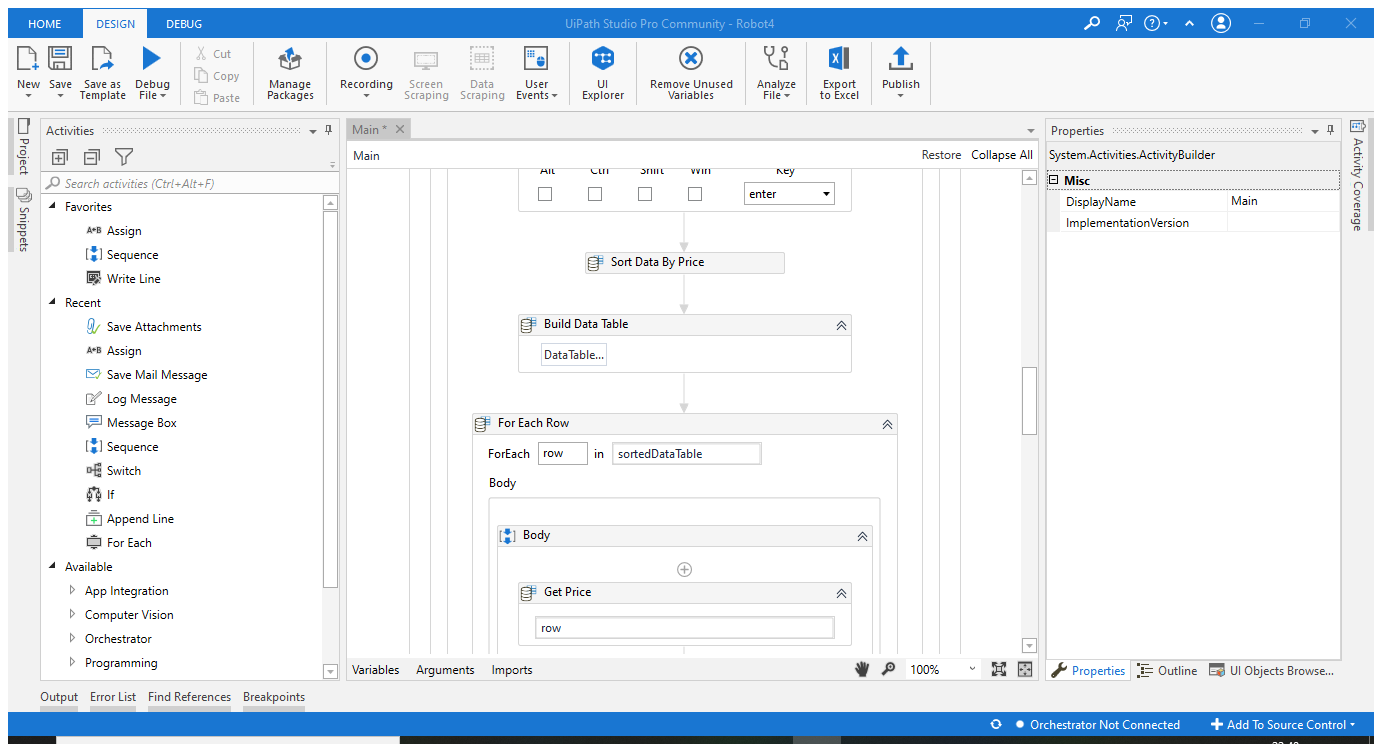 HOME DESIGN DEBUG UiPath Studio Pro Community - Robot4
New Save Save as Template Debug File Cut Copy Paste Manage Packages Recording Screen Scraping Data Scraping User Events UI Explorer Remove Unused Variables Analyze File Export to Excel Publish
Project
Snippets
Activities
Search activities (Ctrl+Alt+F)
Favorites
A+B Assign
Sequence
Write Line
Recent
Save Attachments
A+B Assign
Save Mail Message
Log Message
Message Box
Sequence
Switch
If
Append Line
For Each
Available
App Integration
Computer Vision
Orchestrator
Programming
Main *
Main Restore Collapse All
Alt Ctrl Shift Win Key
enter
Sort Data By Price
Build Data Table
DataTable...
For Each Row
ForEach row in sortedDataTable
Body
Body
Get Price
row
Variables Arguments Imports 100%
Properties
System.Activities.ActivityBuilder
Misc
DisplayName Main
ImplementationVersion
Properties Outline UI Objects Browse...
Activity Coverage
Output Error List Find References Breakpoints
Orchestrator Not Connected Add To Source Control